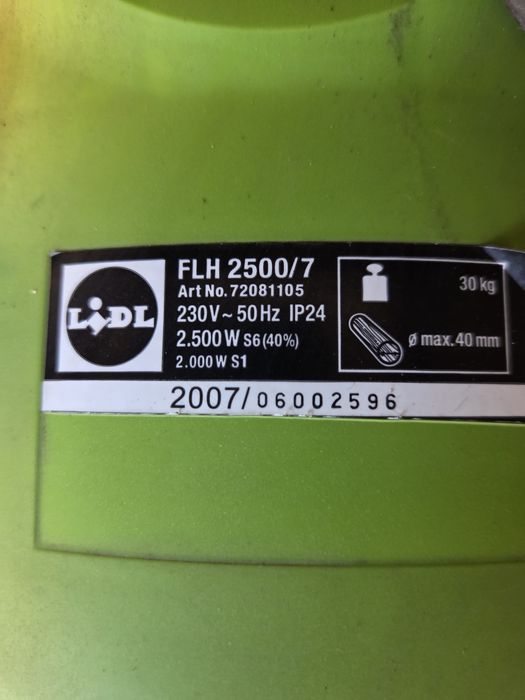 LiDL
FLH 2500/7
Art No. 72081105
230V~ 50Hz IP24
2.500W S6 (40%)
2.000 W S1
30 kg
ø max. 40 mm
2007/06002596